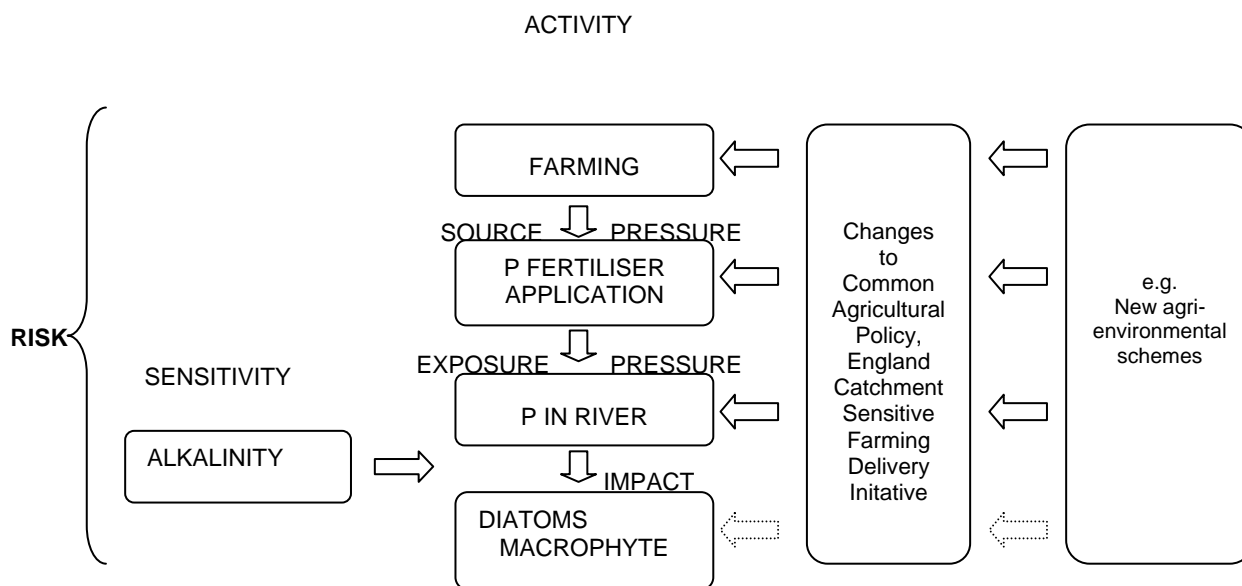 ACTIVITY
FARMING
SOURCE PRESSURE
P FERTILISER
APPLICATION
EXPOSURE PRESSURE
P IN RIVER
IMPACT
DIATOMS
MACROPHYTE
RISK
SENSITIVITY
ALKALINITY
Changes
to
Common
Agricultural
Policy,
England
Catchment
Sensitive
Farming
Delivery
Initative
e.g.
New agri-
environmental
schemes